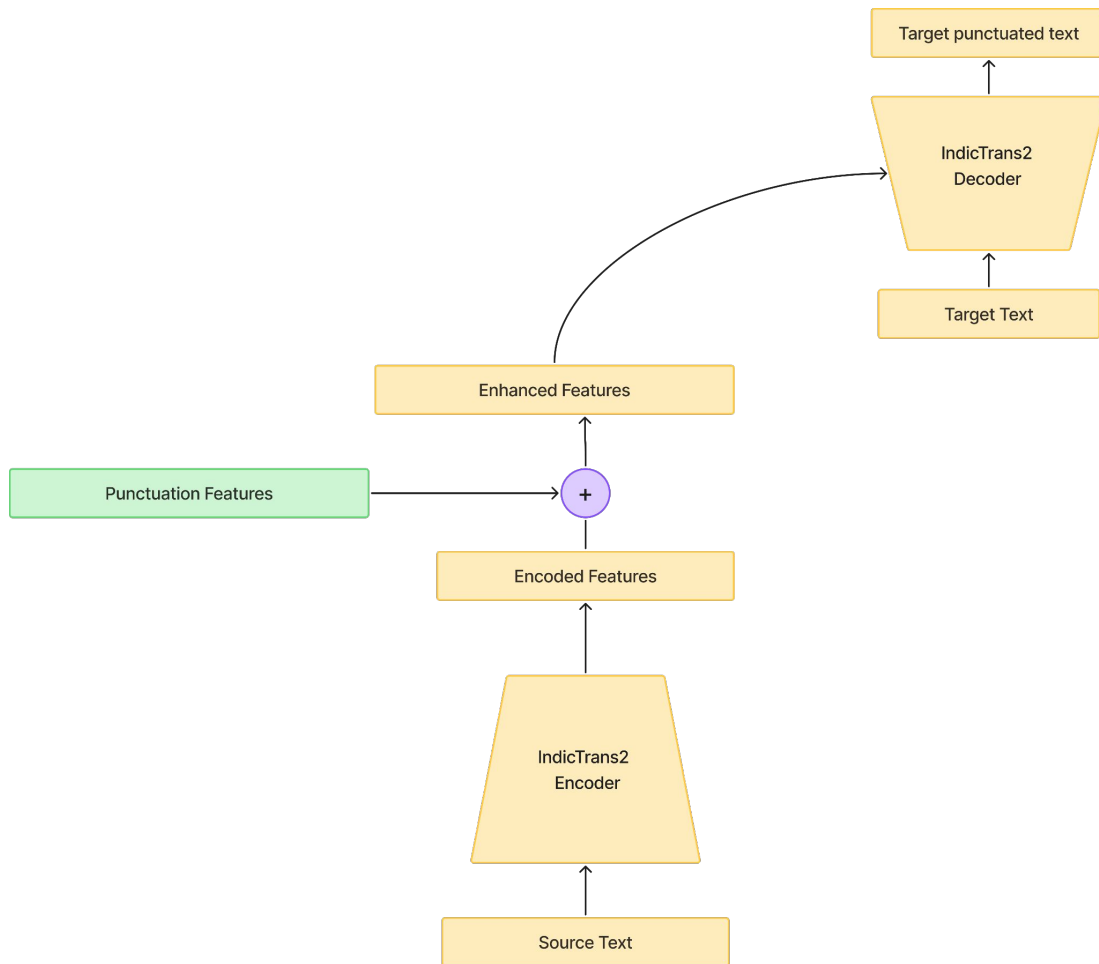 Target punctuated text
IndicTrans2
Decoder
Target Text
Enhanced Features
Punctuation Features
+
Encoded Features
IndicTrans2
Encoder
Source Text